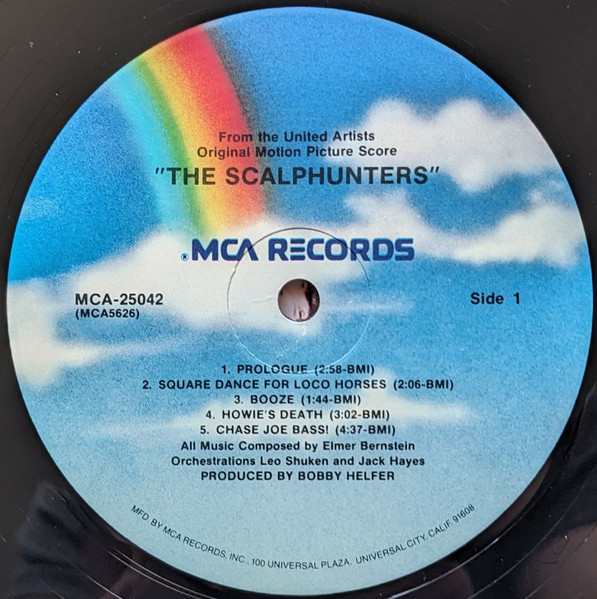 From the United Artists
Original Motion Picture Score
"THE SCALPHUNTERS"
® MCA RECORDS
MCA-25042
(MCA5626)
Side 1
1. PROLOGUE (2:58-BMI)
2. SQUARE DANCE FOR LOCO HORSES (2:06-BMI)
3. BOOZE (1:44-BMI)
4. HOWIE'S DEATH (3:02-BMI)
5. CHASE JOE BASS! (4:37-BMI)
All Music Composed by Elmer Bernstein
Orchestrations Leo Shuken and Jack Hayes
PRODUCED BY BOBBY HELFER
MFD. BY MCA RECORDS, INC., 100 UNIVERSAL PLAZA, UNIVERSAL CITY, CALIF. 91608